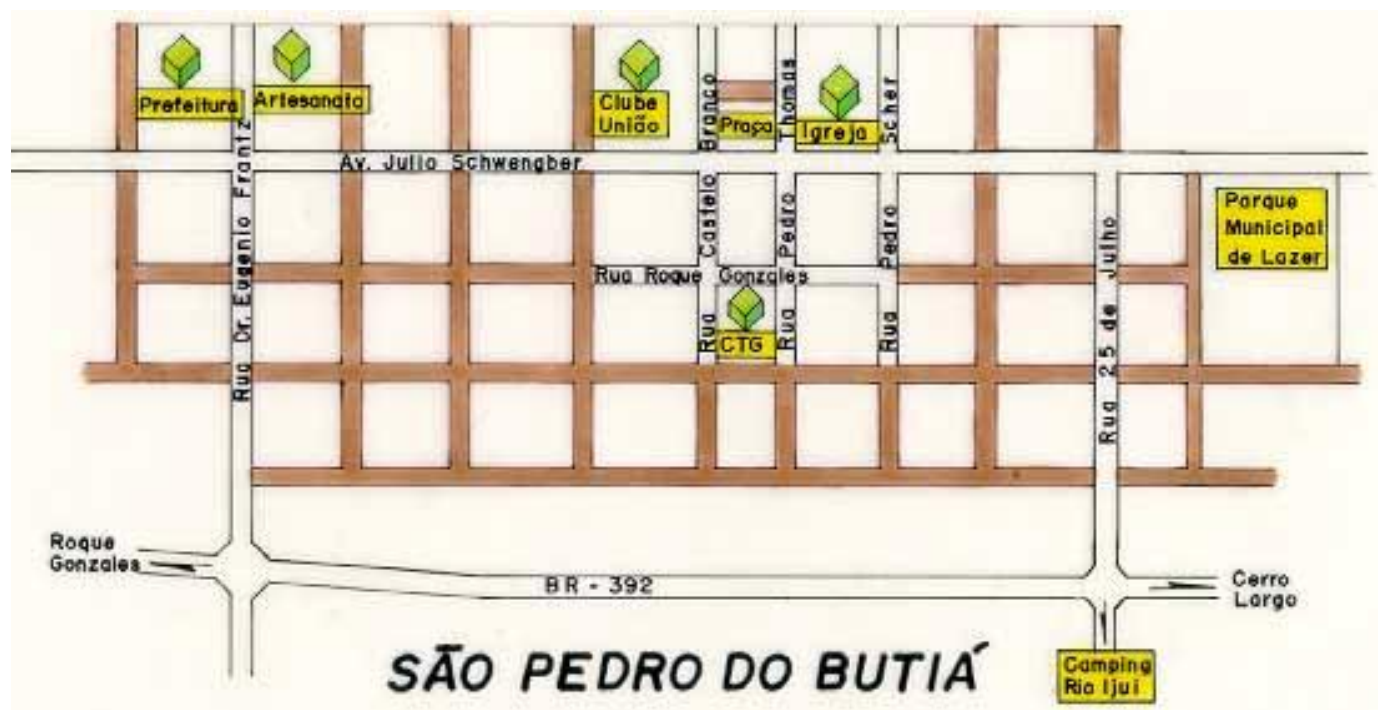 Prefeitura
Artesanato
Clube
União
Praça
Igreja
Av. Julio Schwengber
Rua Dr. Eugenio Frantz
Rua Castelo Branco
Rua Pedro Thomas
Rua Pedro Scher
Rua Roque Gonzales
CTG
Rua 25 de Julho
Parque
Municipal
de Lazer
Roque
Gonzales
BR - 392
Cerro
Largo
SÃO PEDRO DO BUTIÁ
Camping
Rio Ijui